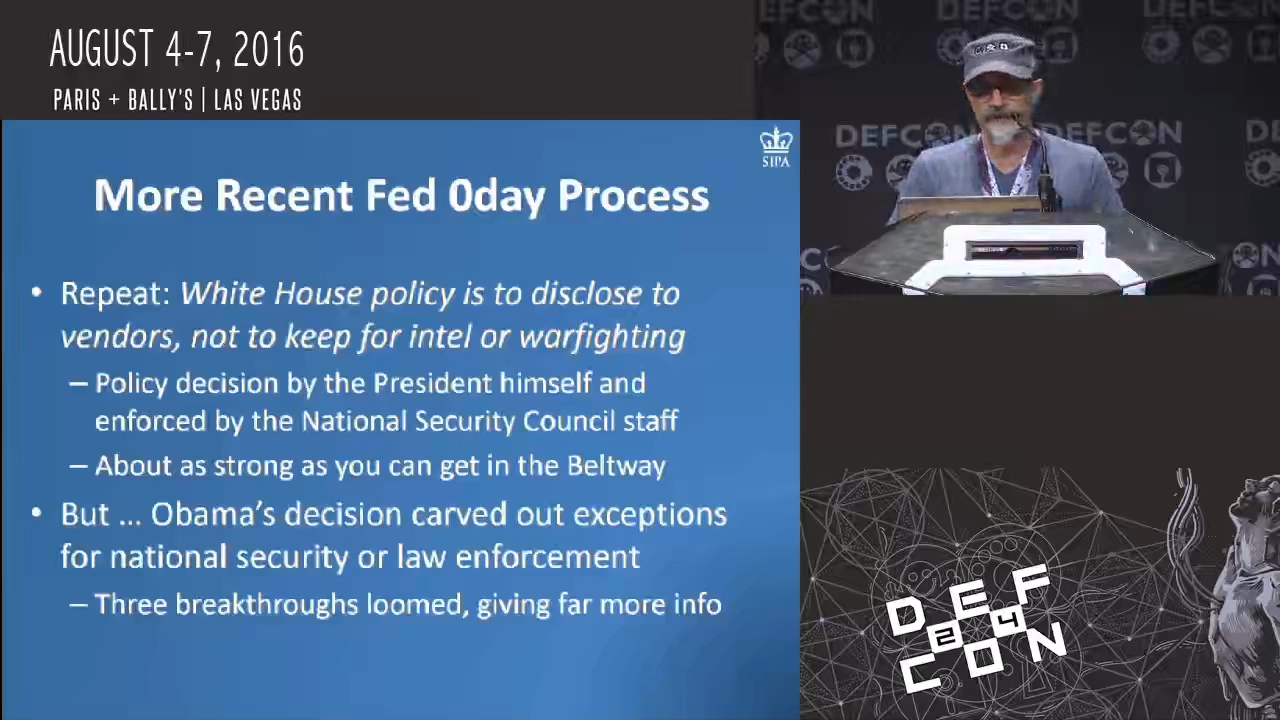 AUGUST 4-7, 2016
PARIS + BALLY'S | LAS VEGAS
SIPA
More Recent Fed 0day Process
• Repeat: White House policy is to disclose to
vendors, not to keep for intel or warfighting
– Policy decision by the President himself and
enforced by the National Security Council staff
– About as strong as you can get in the Beltway
• But … Obama's decision carved out exceptions
for national security or law enforcement
– Three breakthroughs loomed, giving far more info
DEFCON
DEFCON
DEF
24
CON